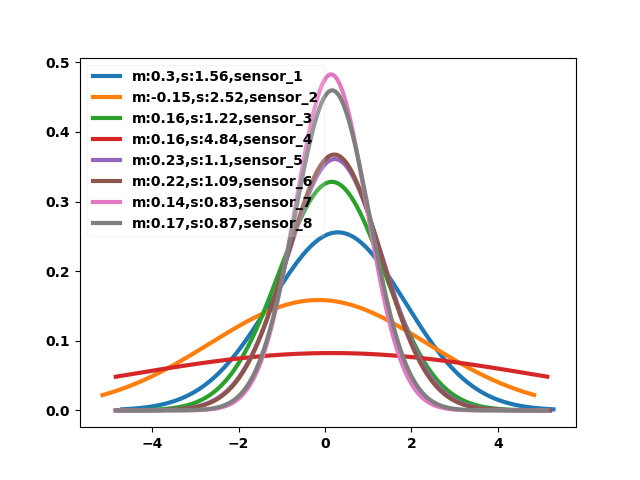 0.5
0.4
0.3
0.2
0.1
0.0
m:0.3,s:1.56,sensor_1
m:-0.15,s:2.52,sensor_2
m:0.16,s:1.22,sensor_3
m:0.16,s:4.84,sensor_4
m:0.23,s:1.1,sensor_5
m:0.22,s:1.09,sensor_6
m:0.14,s:0.83,sensor_7
m:0.17,s:0.87,sensor_8
−4 −2 0 2 4